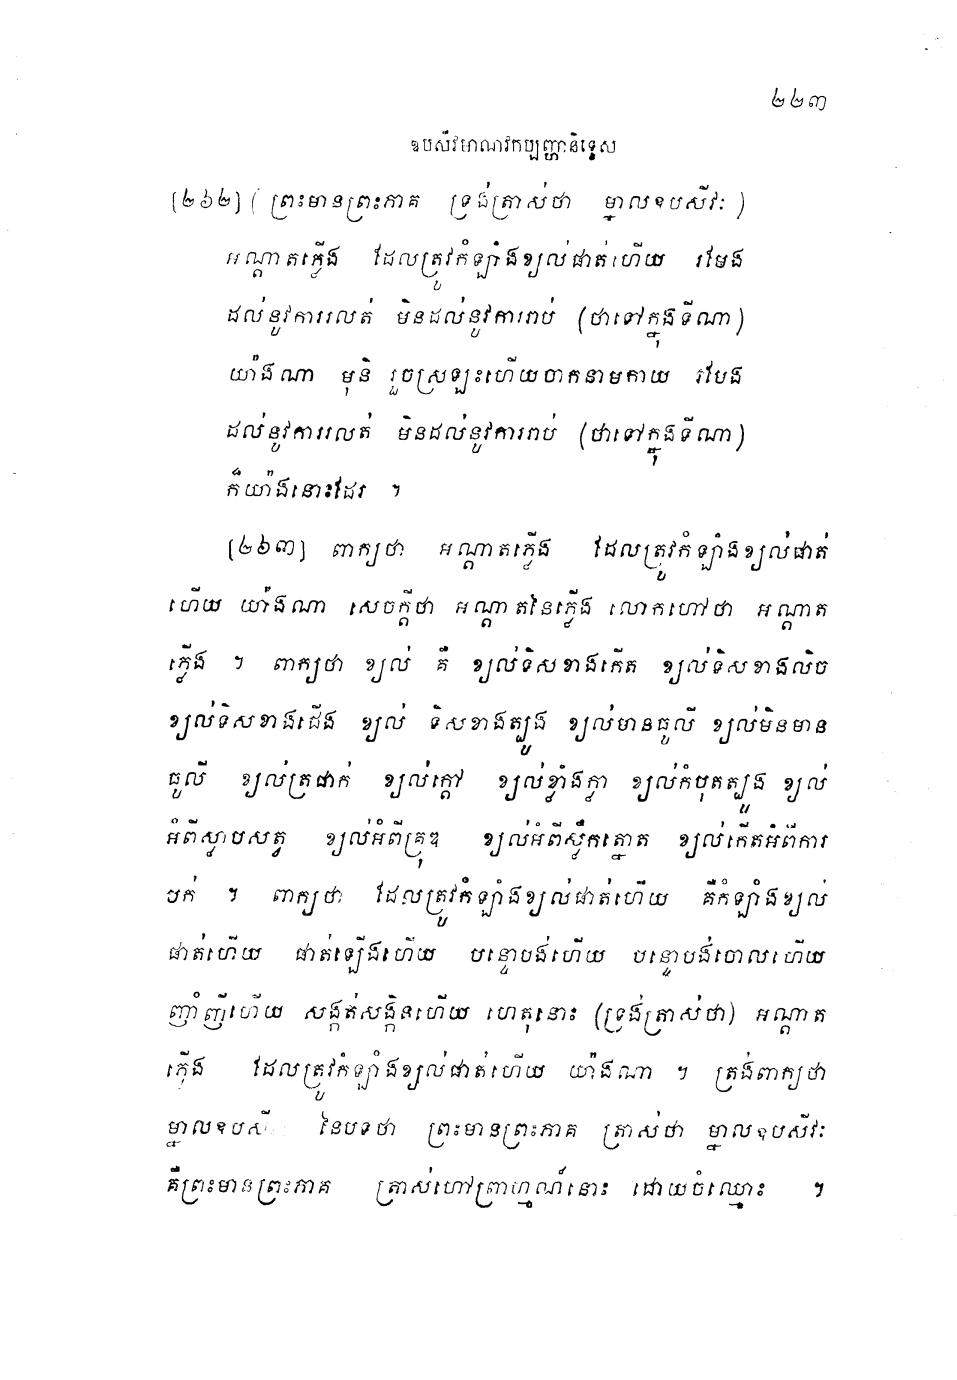 ២២៣
ឧបសីវមាណវកប្បញ្ហានិទ្ទេស
[២៦២] ( ព្រះមានព្រះភាគ ទ្រង់ត្រាស់ថា ម្នាលឧបសីវៈ )
អណ្តាតភ្លើង ដែលត្រូវកំឡាំងខ្យល់ផាត់ហើយ រមែង
ដល់នូវការរលត់ មិនដល់នូវការរាប់ (ថាទៅក្នុងទីណា)
យ៉ាងណា មុនិ រួចស្រឡះហើយចាកនាមកាយ រមែង
ដល់នូវការរលត់ មិនដល់នូវការរាប់ (ថាទៅក្នុងទីណា)
ក៏យ៉ាងនោះដែរ ។
[២៦៣] ពាក្យថា អណ្តាតភ្លើង ដែលត្រូវកំឡាំងខ្យល់ផាត់
ហើយ យ៉ាងណា សេចក្តីថា អណ្តាតនៃភ្លើង លោកហៅថា អណ្តាត
ភ្លើង ។ ពាក្យថា ខ្យល់ គឺ ខ្យល់ទិសខាងកើត ខ្យល់ទិសខាងលិច
ខ្យល់ទិសខាងជើង ខ្យល់ ទិសខាងត្បូង ខ្យល់មានធូលី ខ្យល់មិនមាន
ធូលី ខ្យល់ត្រជាក់ ខ្យល់ក្តៅ ខ្យល់ខ្លាំងក្លា ខ្យល់កំបុតត្បូង ខ្យល់
អំពីស្លាបសត្វ ខ្យល់អំពីគ្រុឌ ខ្យល់អំពីស្លឹកត្នោត ខ្យល់កើតអំពីការ
បក់ ។ ពាក្យថា ដែលត្រូវកំឡាំងខ្យល់ផាត់ហើយ គឺកំឡាំងខ្យល់
ផាត់ហើយ ផាត់ឡើងហើយ បន្ទោបង់ហើយ បន្ទោបង់ចោលហើយ
ញាំញីហើយ សង្កត់សង្កិនហើយ ហេតុនោះ (ទ្រង់ត្រាស់ថា) អណ្តាត
ភ្លើង ដែលត្រូវកំឡាំងខ្យល់ផាត់ហើយ យ៉ាងណា ។ ត្រង់ពាក្យថា
ម្នាលឧបសី នៃបទថា ព្រះមានព្រះភាគ ត្រាស់ថា ម្នាលឧបសីវៈ
គឺព្រះមានព្រះភាគ ត្រាស់ហៅព្រាហ្មណ៍នោះ ដោយចំឈ្មោះ ។